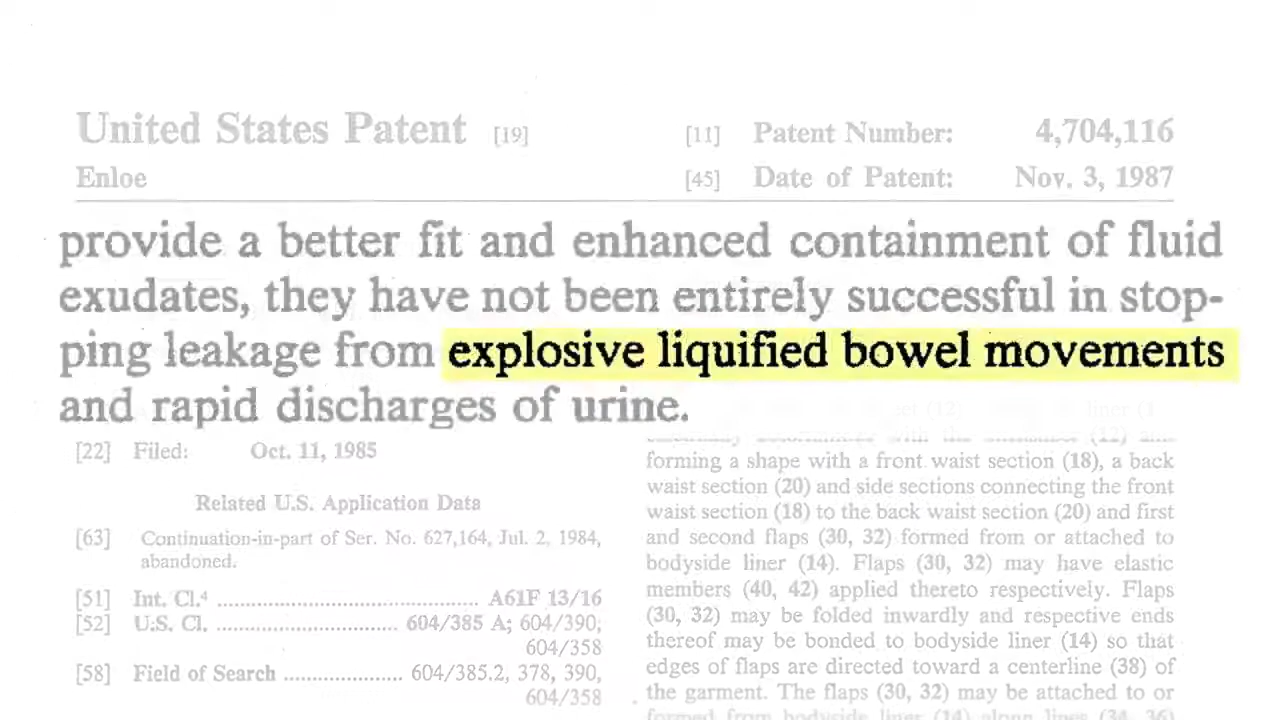 United States Patent [19] [11] Patent Number: 4,704,116
Enloe [45] Date of Patent: Nov. 3, 1987
provide a better fit and enhanced containment of fluid
exudates, they have not been entirely successful in stop-
ping leakage from explosive liquified bowel movements
and rapid discharges of urine.
[22] Filed: Oct. 11, 1985
Related U.S. Application Data
[63] Continuation-in-part of Ser. No. 627,164, Jul. 2, 1984,
abandoned.
[51] Int. Cl.⁴ ................................ A61F 13/16
[52] U.S. Cl. ........................ 604/385 A; 604/390;
604/358
[58] Field of Search .................... 604/385.2, 378, 390,
604/358
forming a shape with a front waist section (18), a back
waist section (20) and side sections connecting the front
waist section (18) to the back waist section (20) and first
and second flaps (30, 32) formed from or attached to
bodyside liner (14). Flaps (30, 32) may have elastic
members (40, 42) applied thereto respectively. Flaps
(30, 32) may be folded inwardly and respective ends
thereof may be bonded to bodyside liner (14) so that
edges of flaps are directed toward a centerline (38) of
the garment. The flaps (30, 32) may be attached to or
formed from bodyside liner (14) along lines (34, 36)